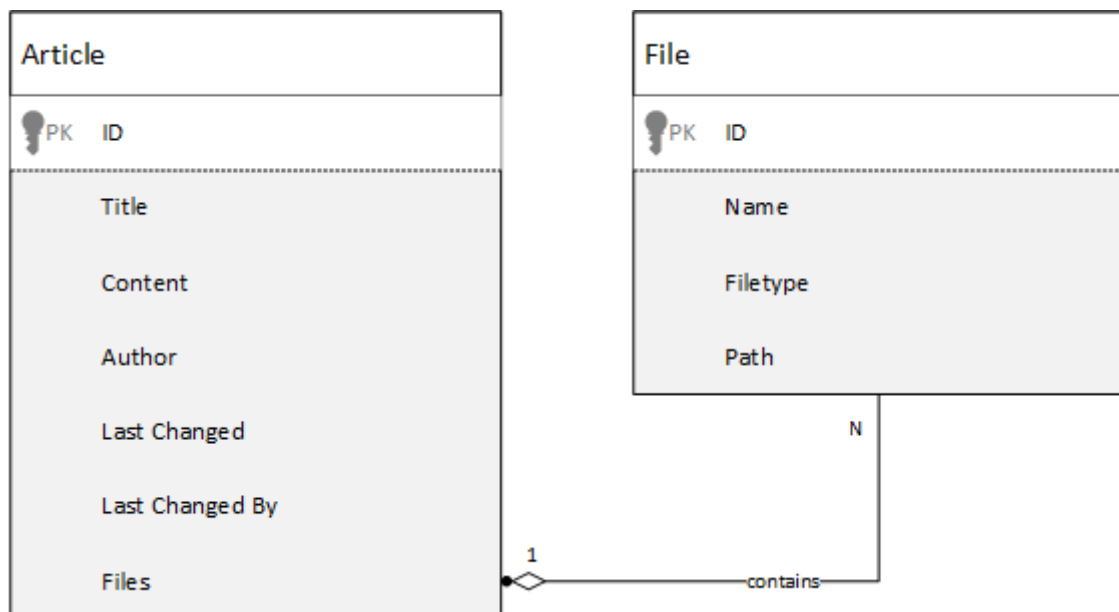 Article
PK ID
Title
Content
Author
Last Changed
Last Changed By
Files
File
PK ID
Name
Filetype
Path
N
1
contains